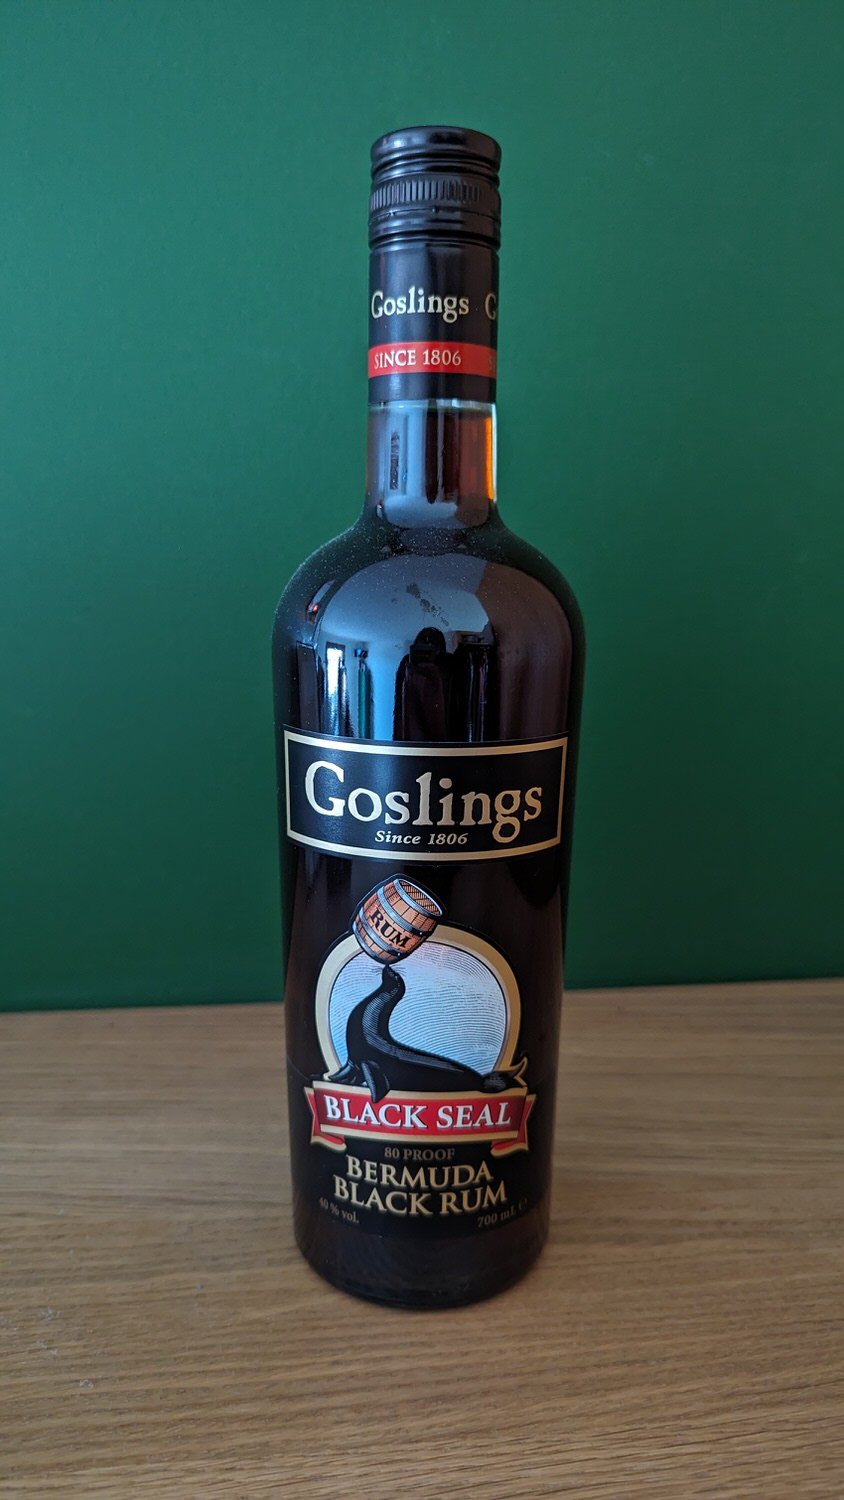 Goslings G
SINCE 1806
Goslings
Since 1806
RUM
BLACK SEAL
80 PROOF
BERMUDA
BLACK RUM
40 % vol. 700 mL e